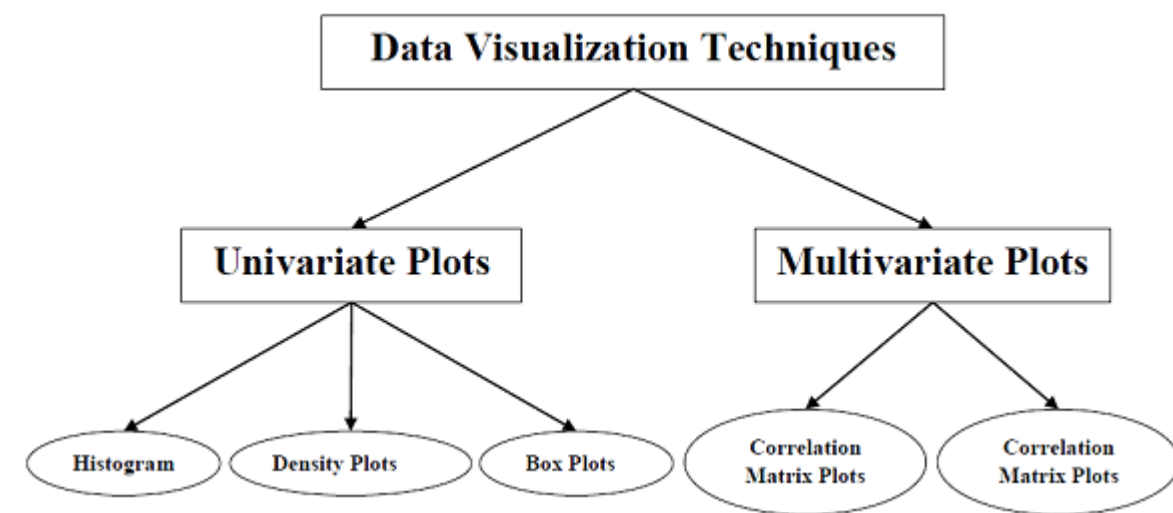 Data Visualization Techniques
Univariate Plots
Multivariate Plots
Histogram
Density Plots
Box Plots
Correlation
Matrix Plots
Correlation
Matrix Plots